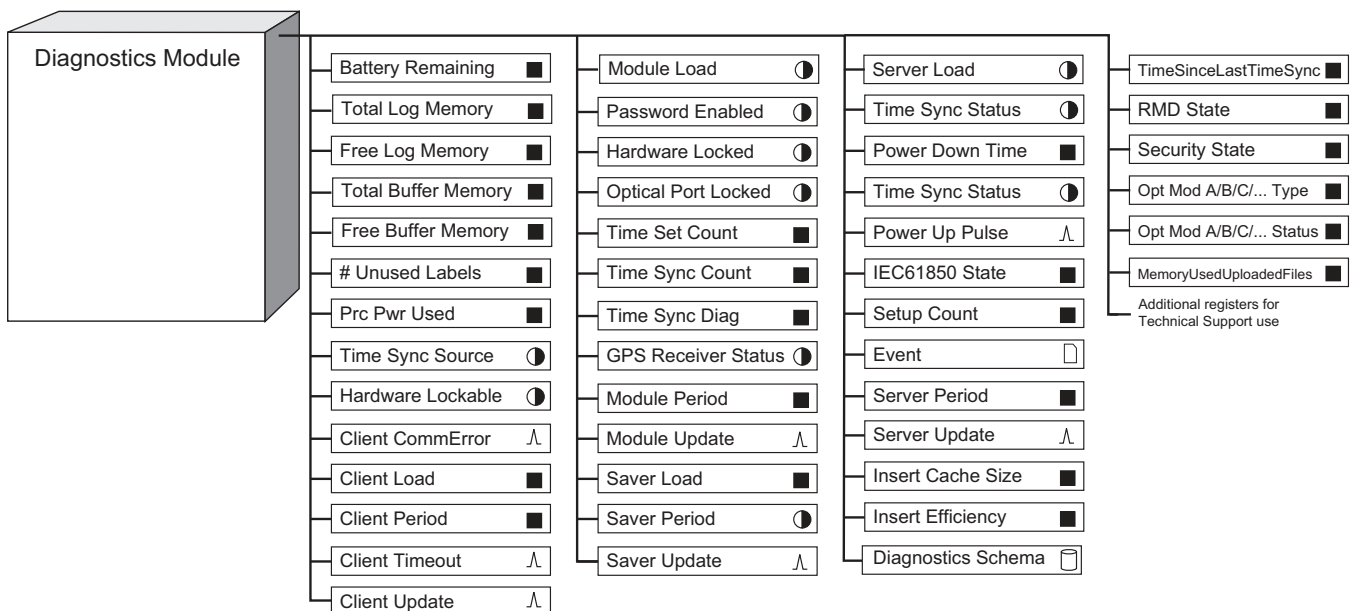 Diagnostics Module
Battery Remaining
Total Log Memory
Free Log Memory
Total Buffer Memory
Free Buffer Memory
# Unused Labels
Prc Pwr Used
Time Sync Source
Hardware Lockable
Client CommError
Client Load
Client Period
Client Timeout
Client Update
Module Load
Password Enabled
Hardware Locked
Optical Port Locked
Time Set Count
Time Sync Count
Time Sync Diag
GPS Receiver Status
Module Period
Module Update
Saver Load
Saver Period
Saver Update
Server Load
Time Sync Status
Power Down Time
Time Sync Status
Power Up Pulse
IEC61850 State
Setup Count
Event
Server Period
Server Update
Insert Cache Size
Insert Efficiency
Diagnostics Schema
TimeSinceLastTimeSync
RMD State
Security State
Opt Mod A/B/C/... Type
Opt Mod A/B/C/... Status
MemoryUsedUploadedFiles
Additional registers for
Technical Support use